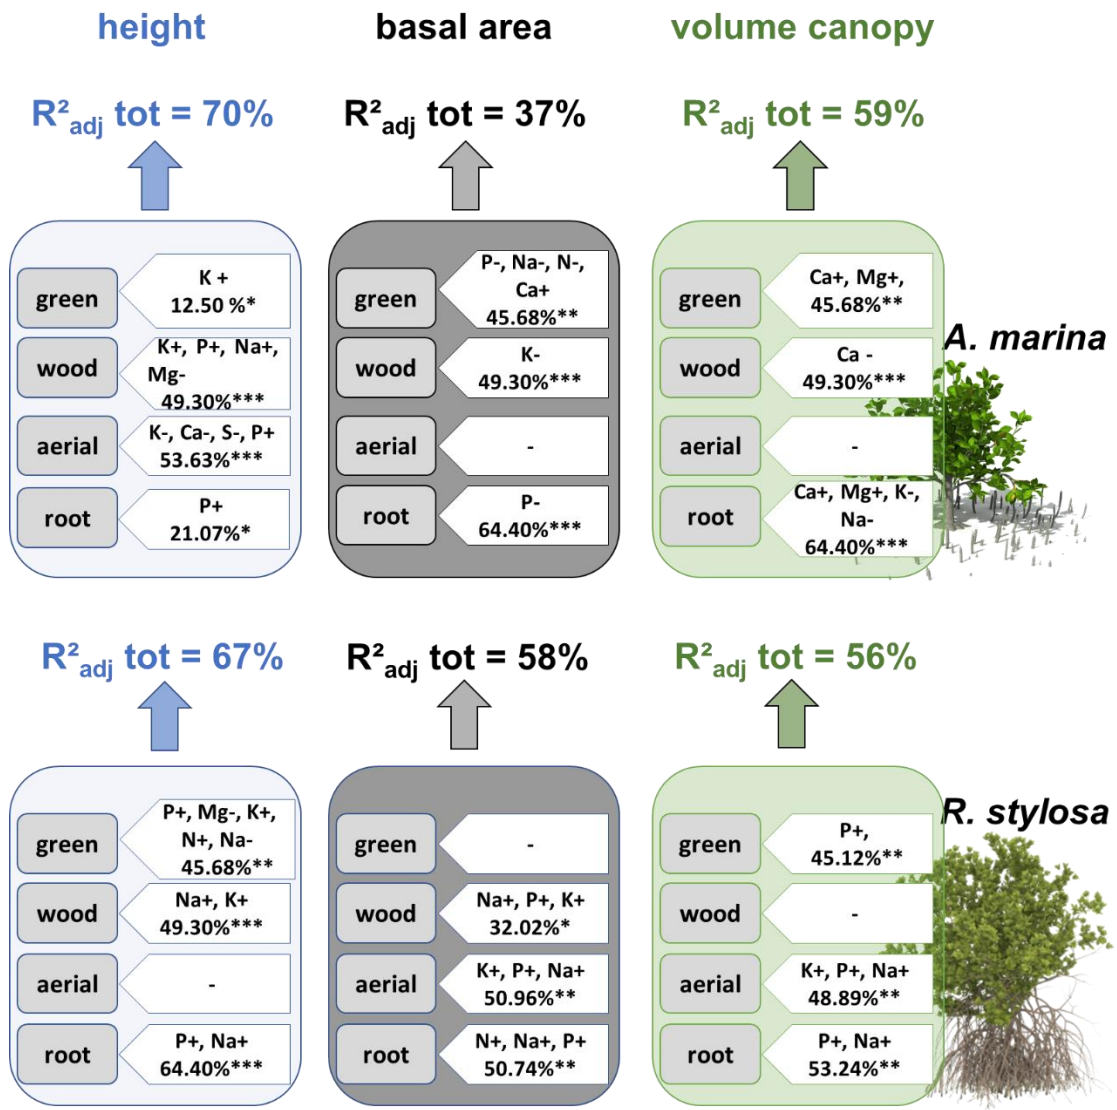 height
basal area
volume canopy
R²adj tot = 70%
R²adj tot = 37%
R²adj tot = 59%
green
K +
12.50 %*
wood
K+, P+, Na+,
Mg-
49.30%***
aerial
K-, Ca-, S-, P+
53.63%***
root
P+
21.07%*
green
P-, Na-, N-,
Ca+
45.68%**
wood
K-
49.30%***
aerial
-
root
P-
64.40%***
green
Ca+, Mg+,
45.68%**
wood
Ca -
49.30%***
aerial
-
root
Ca+, Mg+, K-,
Na-
64.40%***
A. marina
R²adj tot = 67%
R²adj tot = 58%
R²adj tot = 56%
green
P+, Mg-, K+,
N+, Na-
45.68%**
wood
Na+, K+
49.30%***
aerial
-
root
P+, Na+
64.40%***
green
-
wood
Na+, P+, K+
32.02%*
aerial
K+, P+, Na+
50.96%**
root
N+, Na+, P+
50.74%**
green
P+,
45.12%**
wood
-
aerial
K+, P+, Na+
48.89%**
root
P+, Na+
53.24%**
R. stylosa